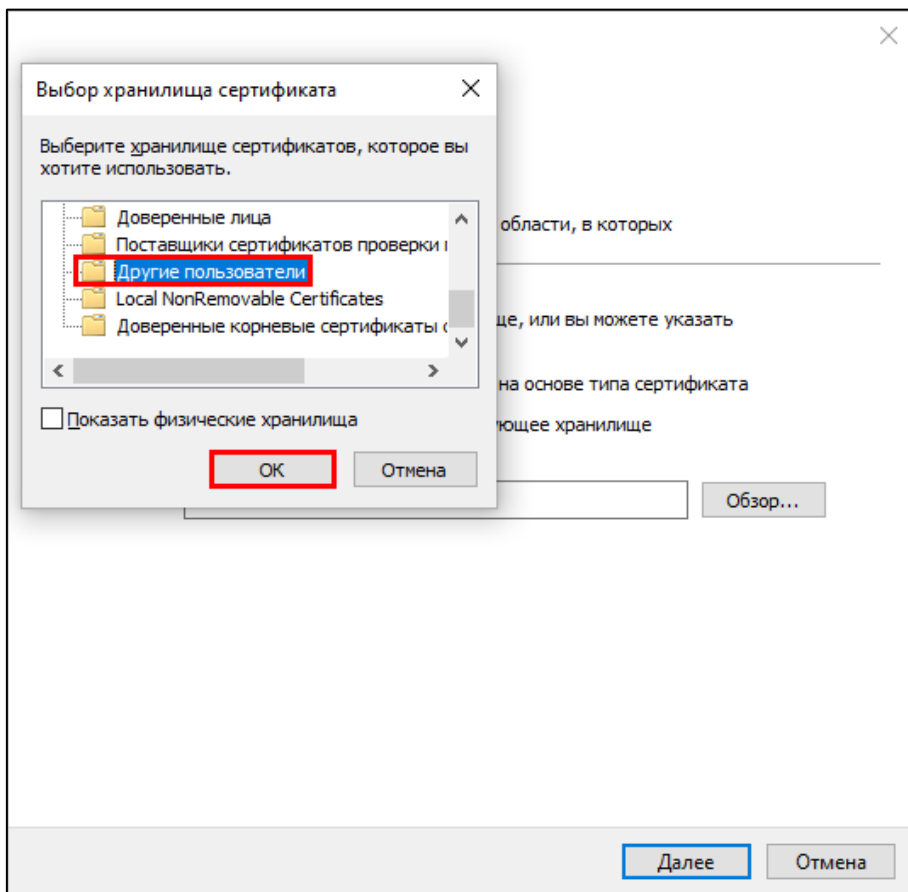 Выбор хранилища сертификата
Выберите хранилище сертификатов, которое вы
хотите использовать.
Доверенные лица
области, в которых
Поставщики сертификатов проверки
Другие пользователи
Local NonRemovable Certificates
Доверенные корневые сертификаты
ще, или вы можете указать
на основе типа сертификата
Показать физические хранилища
ющее хранилище
ОК
Отмена
Обзор...
Далее
Отмена